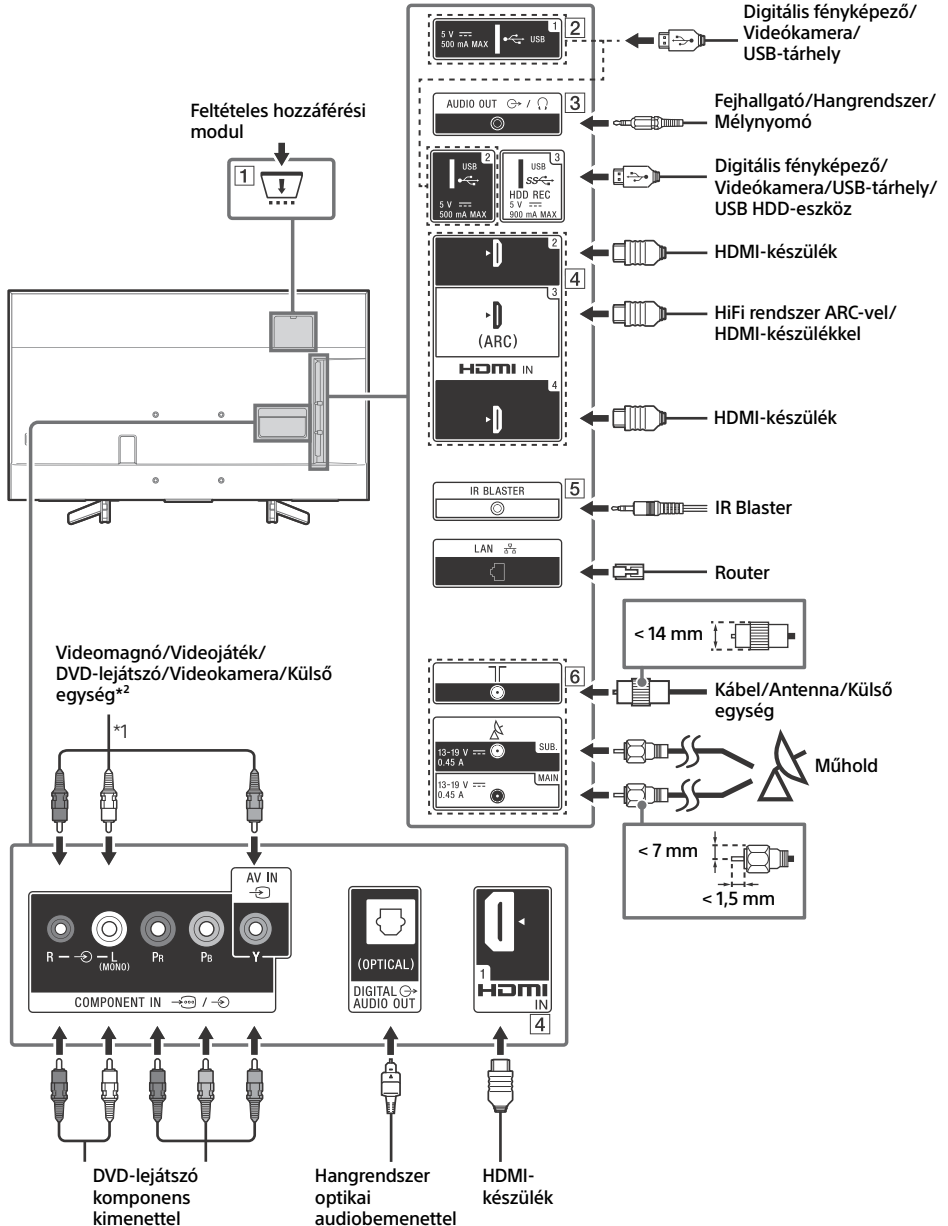 Feltételes hozzáférési
modul
1
5 V
500 mA MAX
USB
1
2
Digitális fényképező/
Videókamera/
USB-tárhely
AUDIO OUT /
3
Fejhallgató/Hangrendszer/
Mélynyomó
2
USB
5 V
500 mA MAX
3
USB
SS
HDD REC
5 V
900 mA MAX
Digitális fényképező/
Videókamera/USB-tárhely/
USB HDD-eszköz
2
HDMI-készülék
4
3
(ARC)
HiFi rendszer ARC-vel/
HDMI-készülékkel
HDMI IN
4
HDMI-készülék
IR BLASTER
5
IR Blaster
LAN
Router
< 14 mm
6
Kábel/Antenna/Külső
egység
13-19 V
0.45 A
SUB.
13-19 V
0.45 A
MAIN
Műhold
< 7 mm
< 1,5 mm
Videomagnó/Videojáték/
DVD-lejátszó/Videokamera/Külső
egység*2
*1
AV IN
R — L
(MONO)
PR
PB
Y
COMPONENT IN /
(OPTICAL)
DIGITAL
AUDIO OUT
1
HDMI
IN
4
DVD-lejátszó
komponens
kimenettel
Hangrendszer
optikai
audiobemenettel
HDMI-
készülék